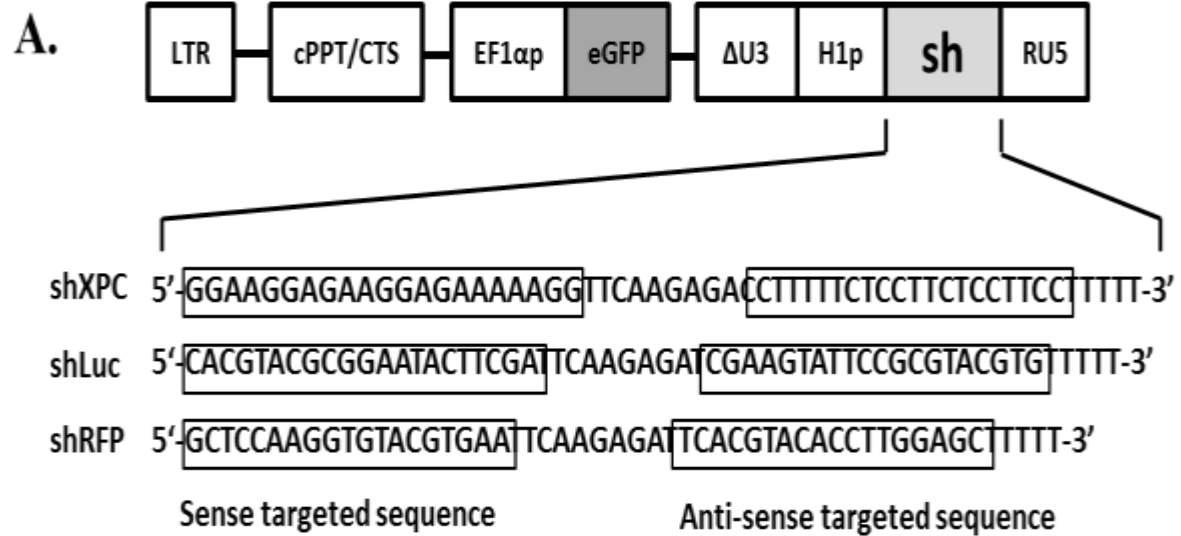 A.
LTR cPPT/CTS EF1αp eGFP ΔU3 H1p sh RU5
shXPC 5’-GGAAGGAGAAGGAGAAAAAGGTTCAAGAGACCTTTTTCTCCTTCTCCTTCCTTTTT-3’
shLuc 5‘-CACGTACGCGGAATACTTCGATTCAAGAGATCGAAGTATTCCGCGTACGTGTTTTT-3’
shRFP 5‘-GCTCCAAGGTGTACGTGAATTCAAGAGATTCACGTACACCTTGGAGCTTTTT-3’
Sense targeted sequence Anti-sense targeted sequence